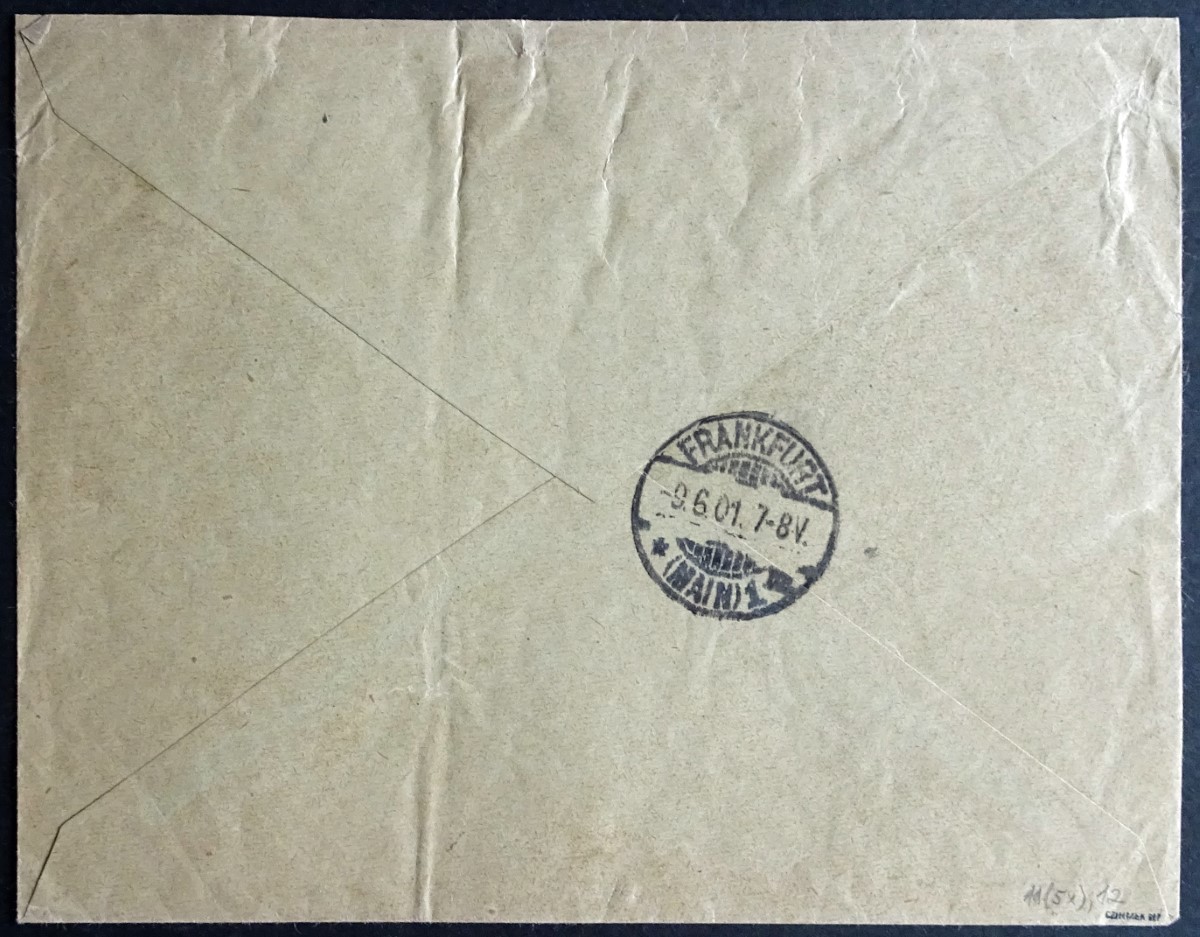 FRANKFURT
-9.6.01. 7-8V.
* (MAIN) 1
11(5x), 12